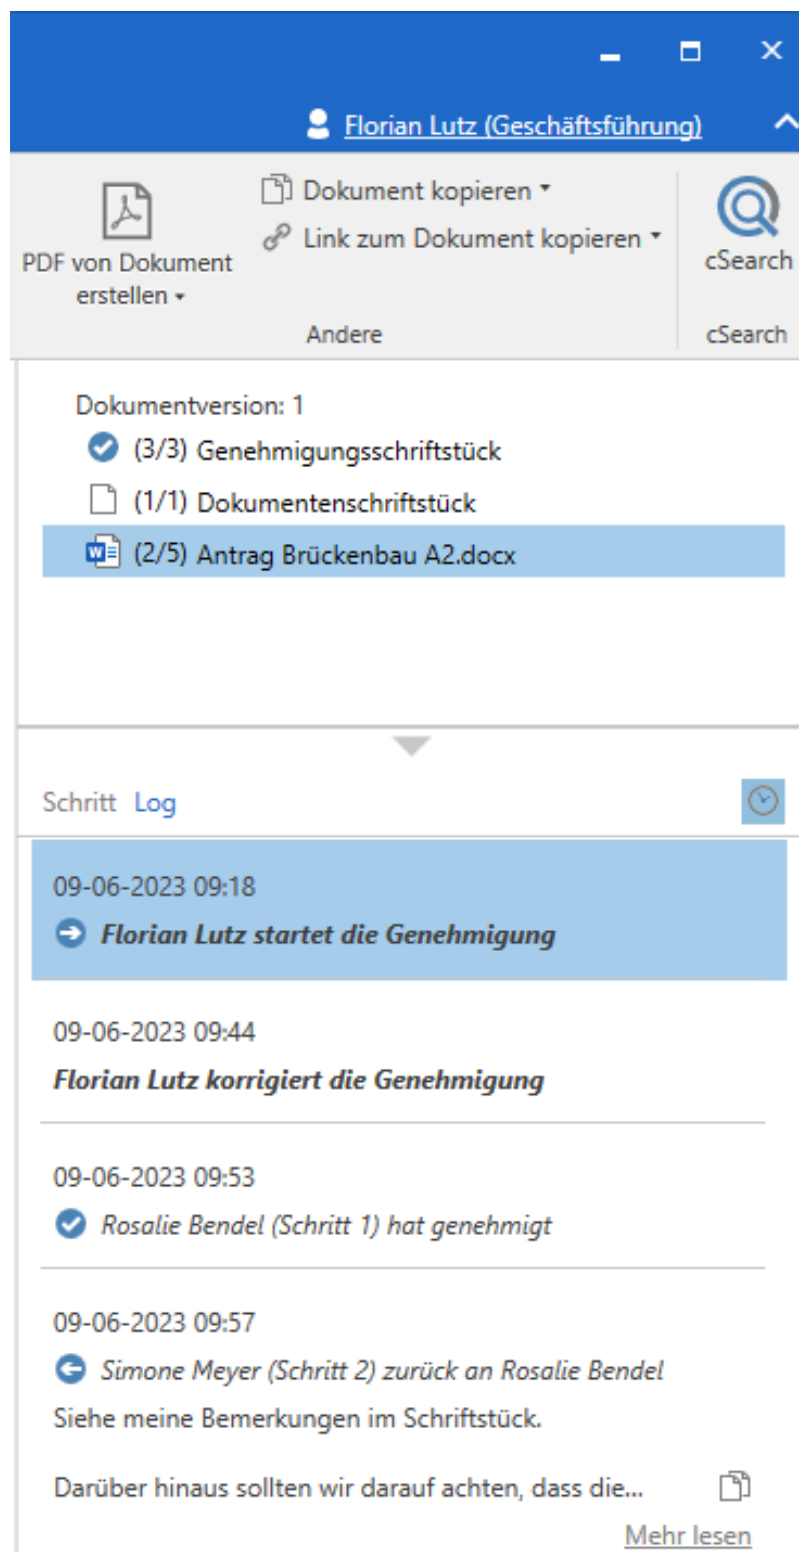 Florian Lutz (Geschäftsführung)
PDF von Dokument
erstellen
Dokument kopieren
Link zum Dokument kopieren
cSearch
Andere
cSearch
Dokumentversion: 1
(3/3) Genehmigungsschriftstück
(1/1) Dokumentenschriftstück
(2/5) Antrag Brückenbau A2.docx
Schritt Log
09-06-2023 09:18
Florian Lutz startet die Genehmigung
09-06-2023 09:44
Florian Lutz korrigiert die Genehmigung
09-06-2023 09:53
Rosalie Bendel (Schritt 1) hat genehmigt
09-06-2023 09:57
Simone Meyer (Schritt 2) zurück an Rosalie Bendel
Siehe meine Bemerkungen im Schriftstück.
Darüber hinaus sollten wir darauf achten, dass die...
Mehr lesen